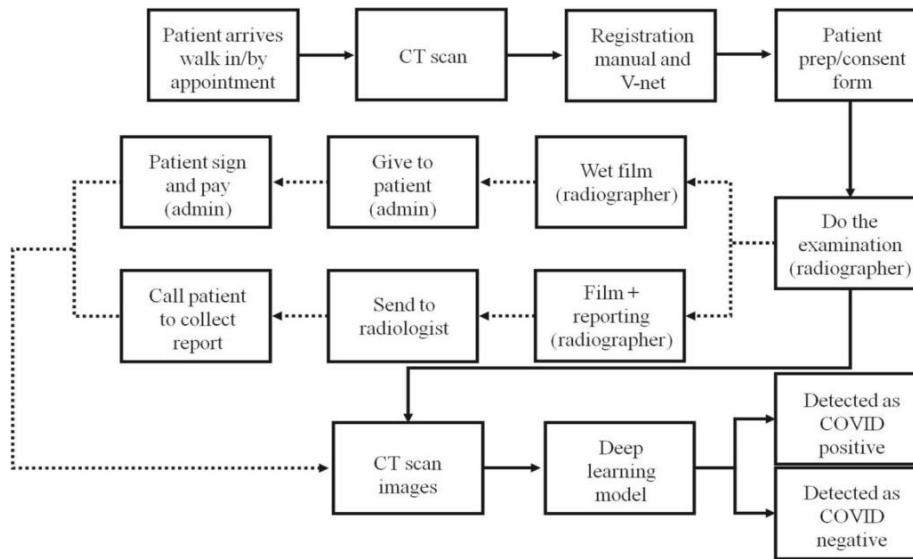 Patient arrives
walk in/by
appointment
CT scan
Registration
manual and
V-net
Patient
prep/consent
form
Patient sign
and pay
(admin)
Give to
patient
(admin)
Wet film
(radiographer)
Do the
examination
(radiographer)
Call patient
to collect
report
Send to
radiologist
Film +
reporting
(radiographer)
CT scan
images
Deep
learning
model
Detected as
COVID
positive
Detected as
COVID
negative